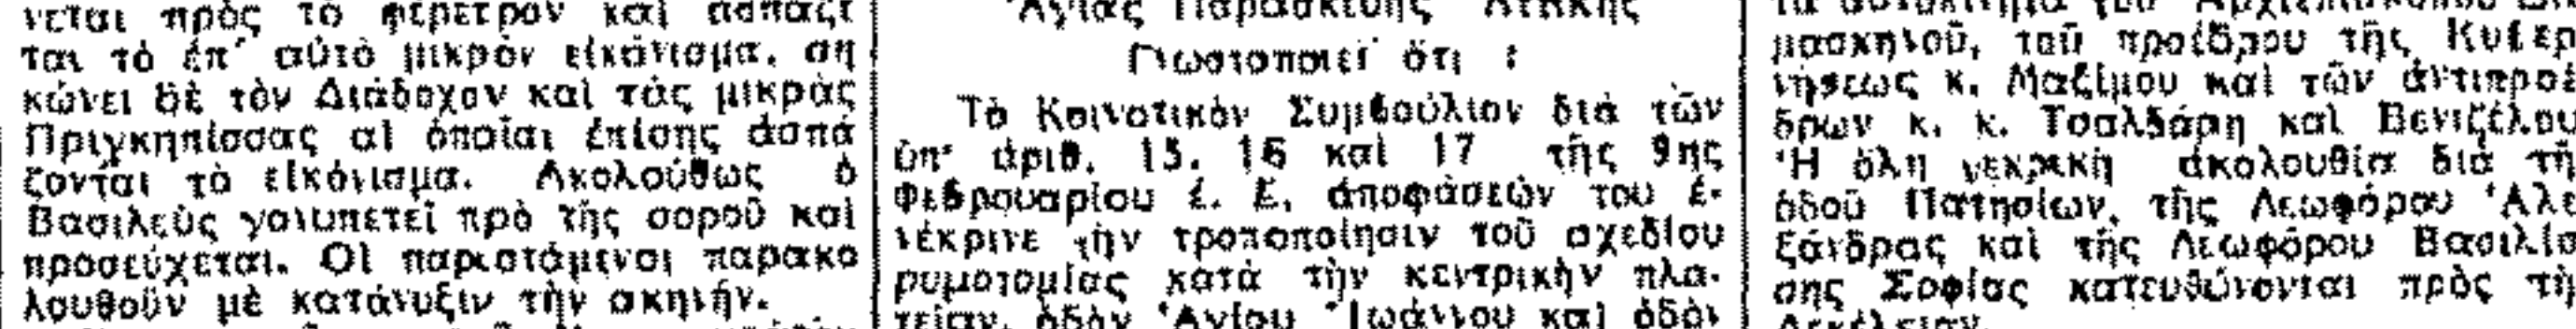 νεται πρὸς τὸ φέρετρον καὶ ἀσπάζε
ται τὸ ἐπ' αὐτὸ μικρὸν εἰκόνισμα, ση
κώνει δὲ τὸν Διάδοχον καὶ τὰς μικρὰς
Πριγκηπίσσας αἱ ὁποῖαι ἐπίσης ἀσπά
ζονται τὸ εἰκόνισμα. Ἀκολούθως ὁ
Βασιλεὺς γονυπετεῖ πρὸ τῆς σοροῦ καὶ
προσεύχεται. Οἱ παριστάμενοι παρακο
λουθοῦν μὲ κατάνυξιν τὴν σκηνήν.
Ἁγίας Παρασκευῆς Ἀττικῆς
Γνωστοποιεῖ ὅτι :
Τὸ Κοινοτικὸν Συμβούλιον διὰ τῶν
ὑπ' ἀριθ. 15, 16 καὶ 17 τῆς 9ης
Φεβρουαρίου ἐ. ἔ. ἀποφάσεών του ἐ-
νέκρινε τὴν τροποποίησιν τοῦ σχεδίου
ρυμοτομίας κατὰ τὴν κεντρικὴν πλα-
τεῖαν, ὁδὸν Ἁγίου Ἰωάννου καὶ ὁδὸν
τὰ αὐτοκίνητα τοῦ Ἀρχιεπισκόπου Δα
μασκηνοῦ, τοῦ προέδρου τῆς Κυβερ
νήσεως κ. Μαξίμου καὶ τῶν ἀντιπροέ
δρων κ. κ. Τσαλδάρη καὶ Βενιζέλου
Ἡ ὅλη νεκρικὴ ἀκολουθία διὰ τῆ
ὁδοῦ Πατησίων, τῆς Λεωφόρου Ἀλε
ξάνδρας καὶ τῆς Λεωφόρου Βασιλίσ
σης Σοφίας κατευθύνονται πρὸς τὴ
Δεκέλειαν.